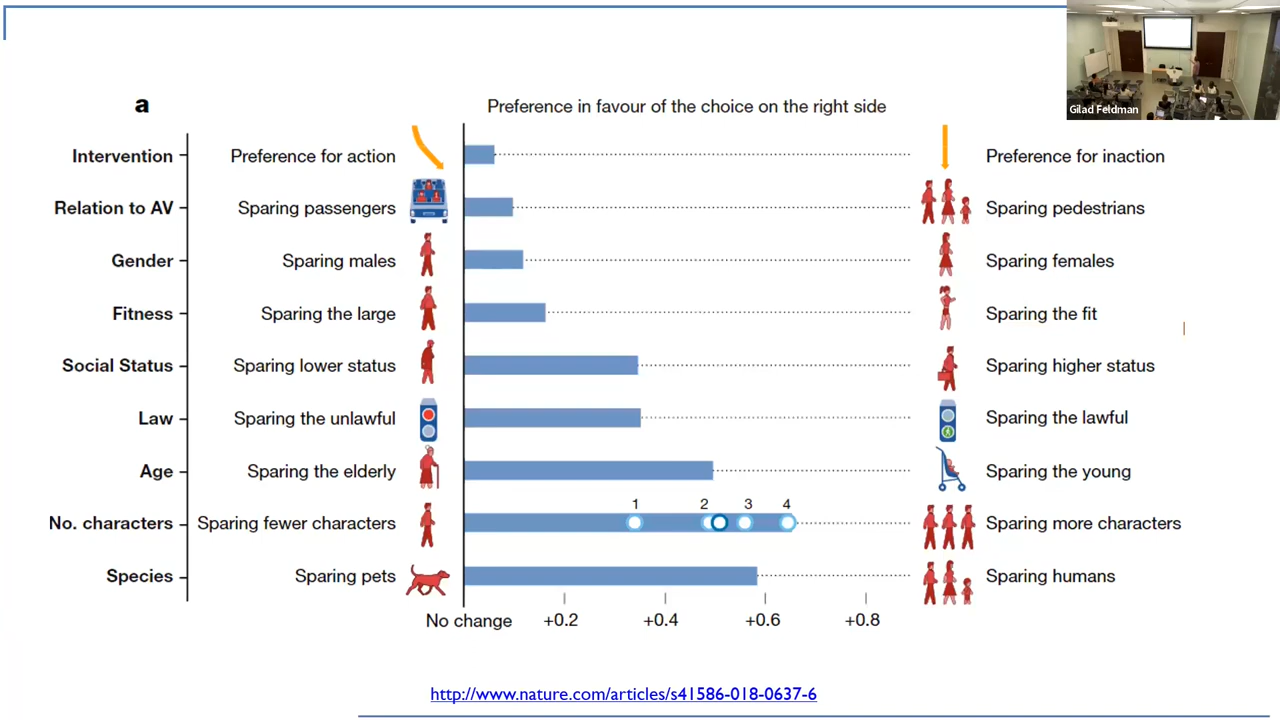 Gilad Feldman
a
Preference in favour of the choice on the right side
Intervention Preference for action Preference for inaction
Relation to AV Sparing passengers Sparing pedestrians
Gender Sparing males Sparing females
Fitness Sparing the large Sparing the fit
Social Status Sparing lower status Sparing higher status
Law Sparing the unlawful Sparing the lawful
Age Sparing the elderly Sparing the young
1 2 3 4
No. characters Sparing fewer characters Sparing more characters
Species Sparing pets Sparing humans
No change +0.2 +0.4 +0.6 +0.8
http://www.nature.com/articles/s41586-018-0637-6